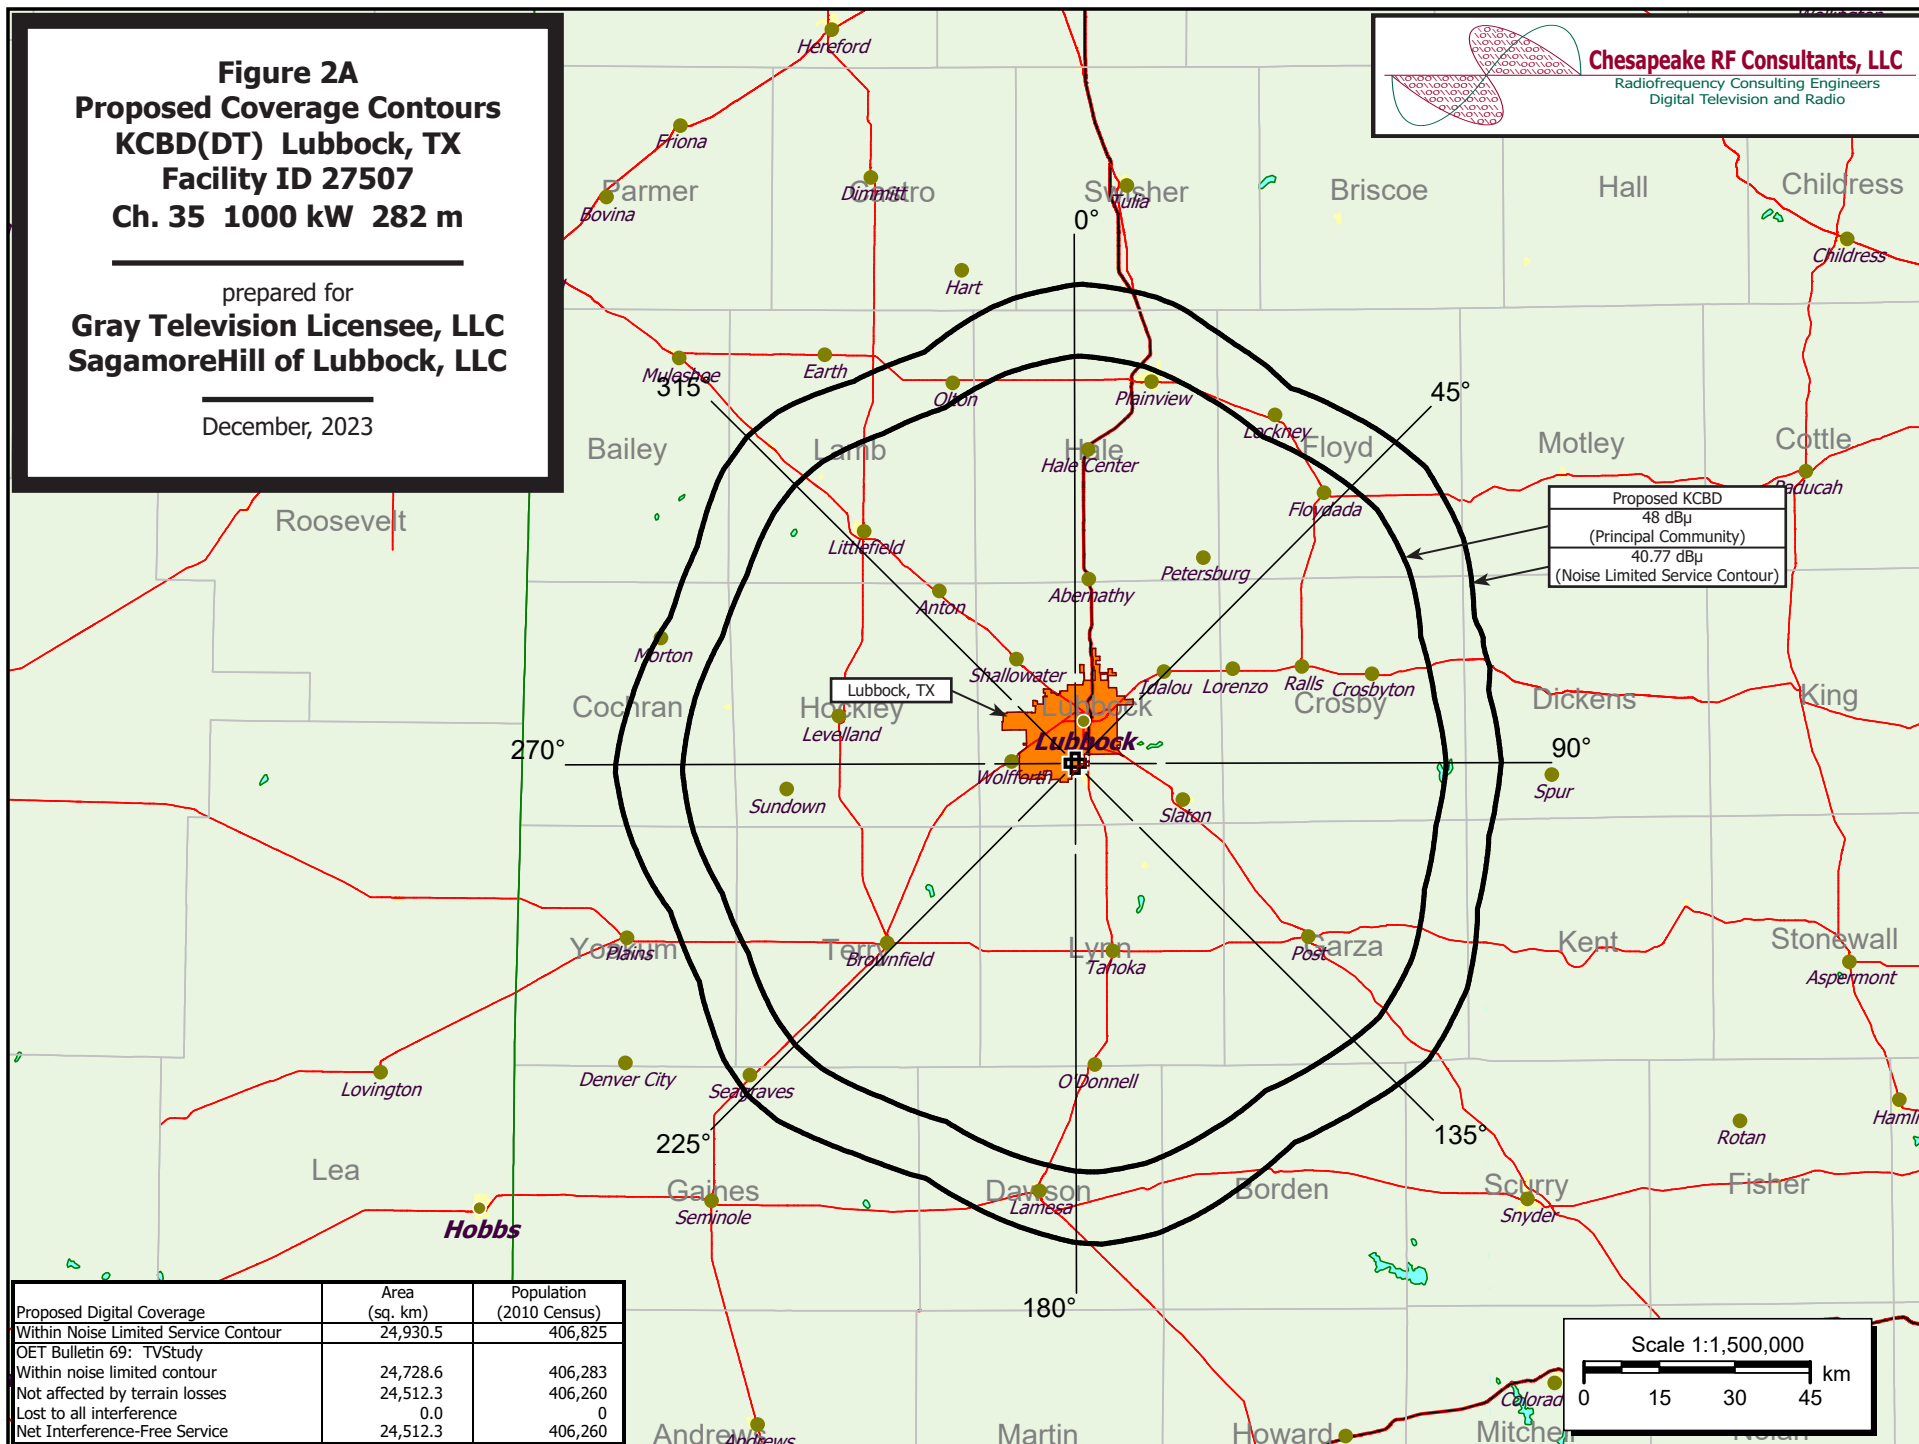 Figure 2A
Proposed Coverage Contours
KCBD(DT) Lubbock, TX
Facility ID 27507
Ch. 35 1000 kW 282 m
prepared for
Gray Television Licensee, LLC
SagamoreHill of Lubbock, LLC
December, 2023
Chesapeake RF Consultants, LLC
Radiofrequency Consulting Engineers
Digital Television and Radio
Hereford
Friona
Parmer
Bovina
Castro
Dimmitt
Swisher
Tulia
Briscoe
Hall
Childress
Childress
0°
Hart
Muleshoe
Earth
Olton
Plainview
Lockney
315°
45°
Bailey
Lamb
Hale
Hale Center
Floyd
Motley
Cottle
Paducah
Floydada
Roosevelt
Littlefield
Petersburg
Abernathy
Anton
Proposed KCBD
48 dBµ
(Principal Community)
40.77 dBµ
(Noise Limited Service Contour)
Morton
Shallowater
Idalou
Lorenzo
Ralls
Crosbyton
Lubbock, TX
Cochran
Hockley
Lubbock
Crosby
Dickens
King
Levelland
Lubbock
270°
90°
Wolfforth
Sundown
Slaton
Spur
Yoakum
Plains
Terry
Brownfield
Lynn
Tahoka
Post
Garza
Kent
Stonewall
Aspermont
Lovington
Denver City
Seagraves
O'Donnell
225°
135°
Rotan
Hamli
Lea
Gaines
Seminole
Dawson
Lamesa
Borden
Scurry
Snyder
Fisher
Hobbs
180°
Proposed Digital Coverage Area (sq. km) Population (2010 Census)
Within Noise Limited Service Contour 24,930.5 406,825
OET Bulletin 69: TVStudy
Within noise limited contour 24,728.6 406,283
Not affected by terrain losses 24,512.3 406,260
Lost to all interference 0.0 0
Net Interference-Free Service 24,512.3 406,260
Scale 1:1,500,000
0 15 30 45 km
Colorad
Andrews
Andrews
Martin
Howard
Mitchel